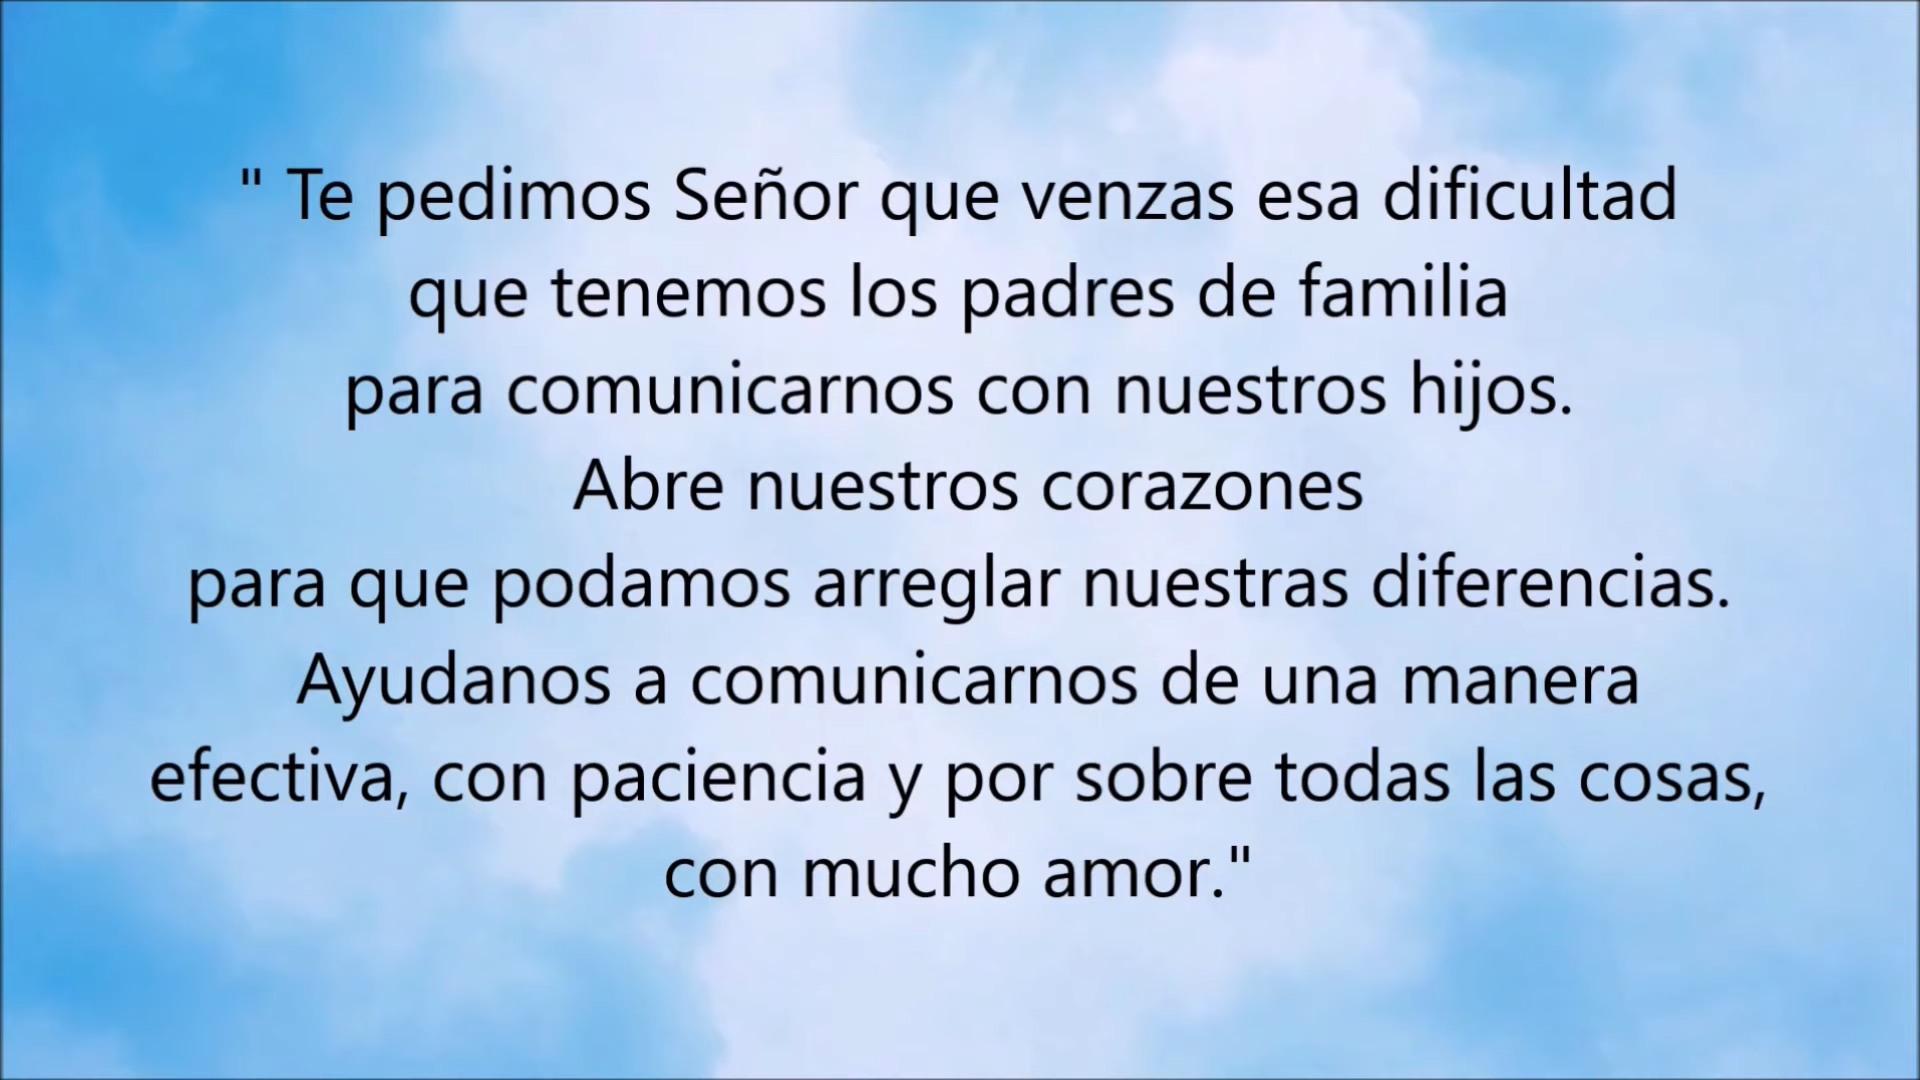 " Te pedimos Señor que venzas esa dificultad
que tenemos los padres de familia
para comunicarnos con nuestros hijos.
Abre nuestros corazones
para que podamos arreglar nuestras diferencias.
Ayudanos a comunicarnos de una manera
efectiva, con paciencia y por sobre todas las cosas,
con mucho amor."